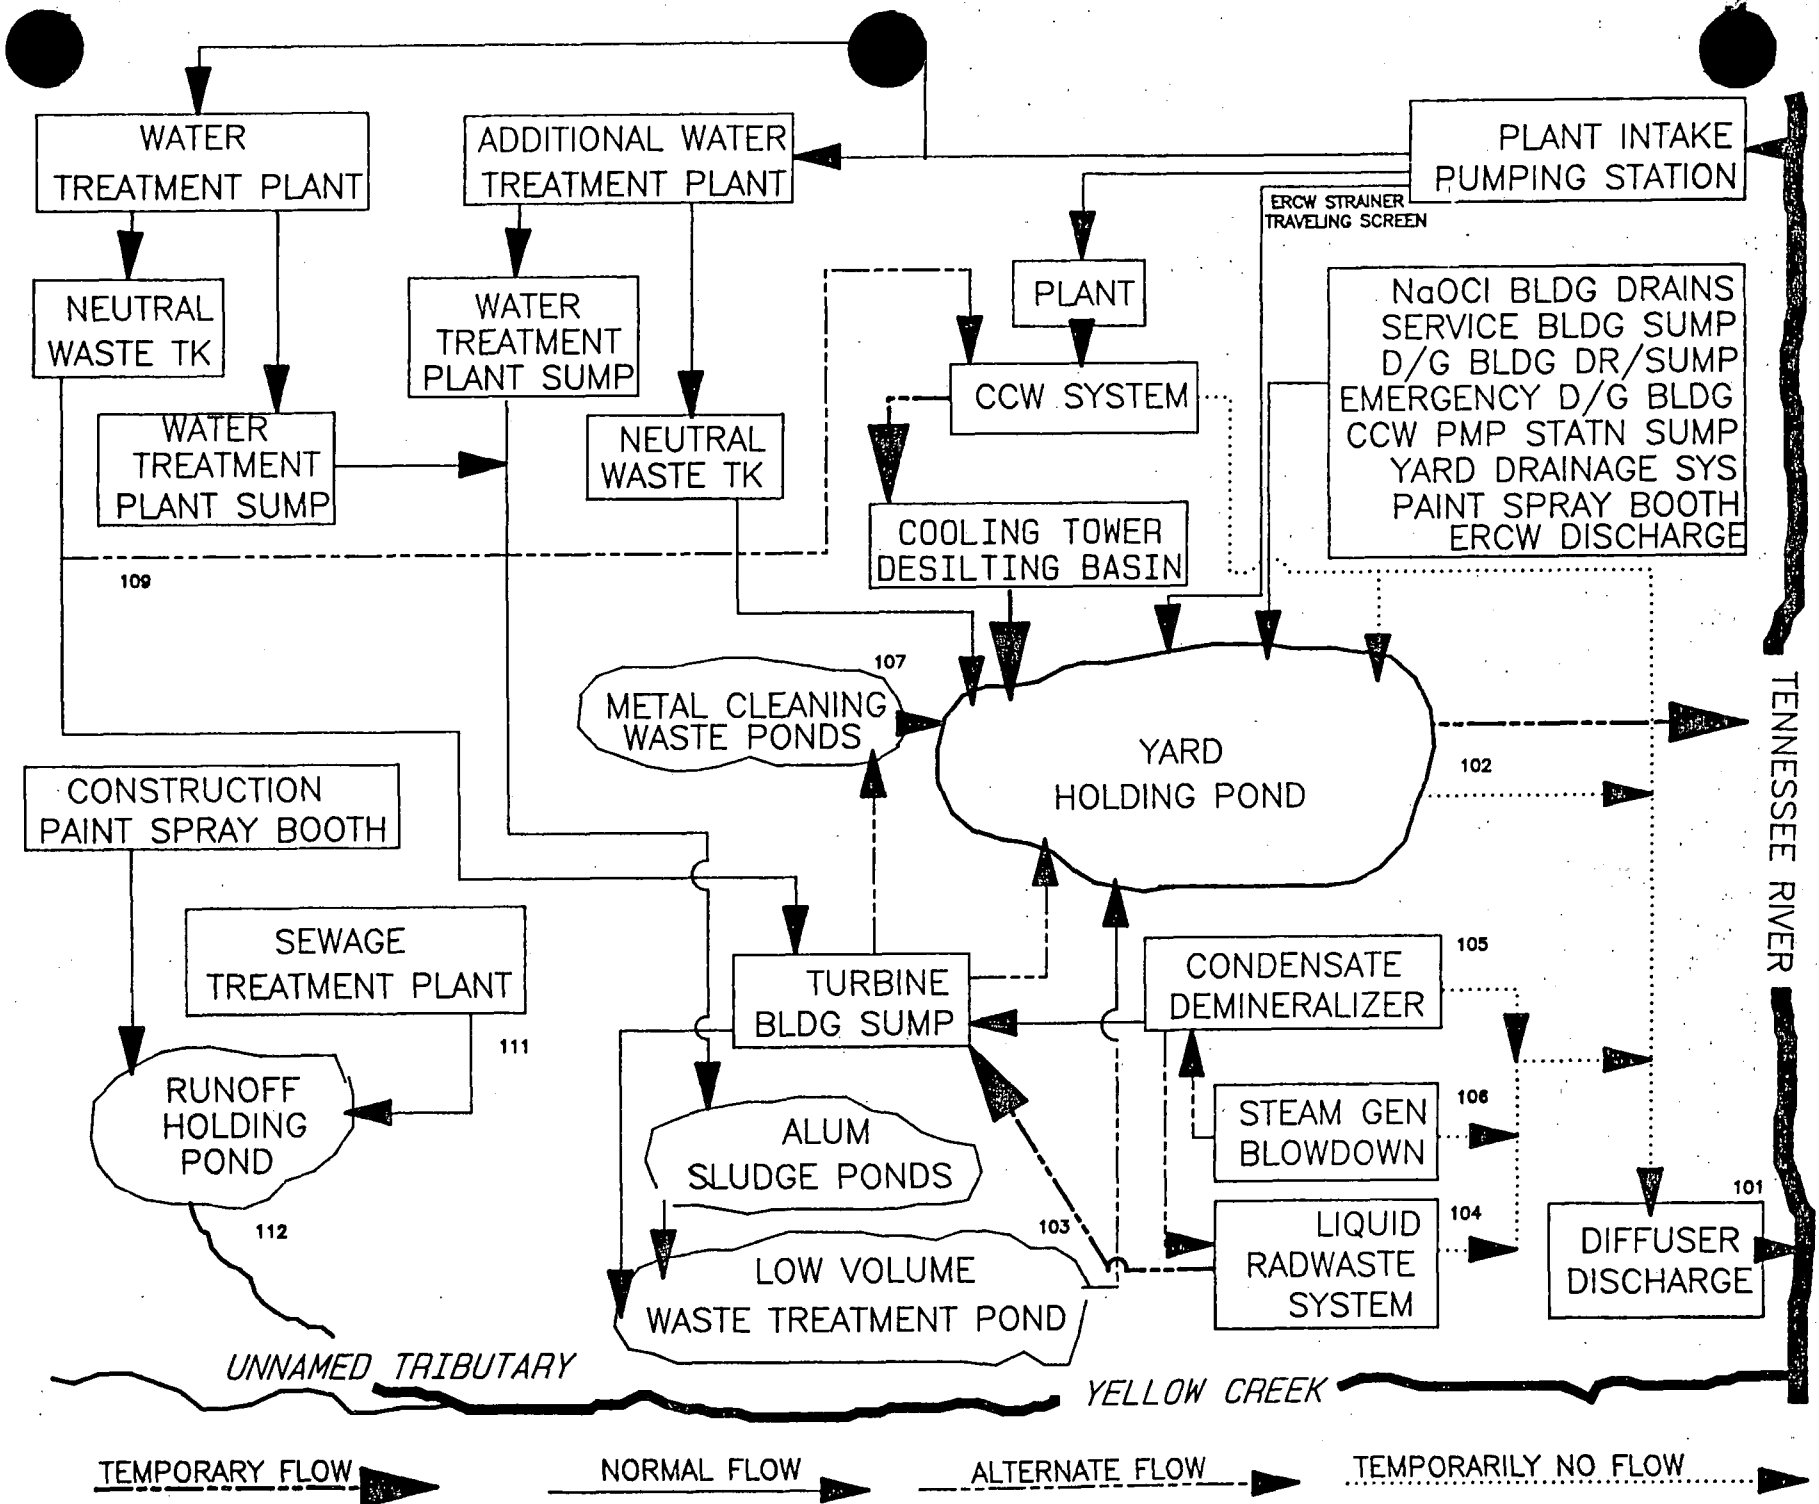 WATER
TREATMENT PLANT
ADDITIONAL WATER
TREATMENT PLANT
PLANT INTAKE
PUMPING STATION
ERCW STRAINER
TRAVELING SCREEN
NEUTRAL
WASTE TK
WATER
TREATMENT
PLANT SUMP
PLANT
NaOCl BLDG DRAINS
SERVICE BLDG SUMP
D/G BLDG DR/SUMP
EMERGENCY D/G BLDG
CCW PMP STATN SUMP
YARD DRAINAGE SYS
PAINT SPRAY BOOTH
ERCW DISCHARGE
CCW SYSTEM
WATER
TREATMENT
PLANT SUMP
NEUTRAL
WASTE TK
COOLING TOWER
DESILTING BASIN
109
107
METAL CLEANING
WASTE PONDS
YARD
HOLDING POND
102
TENNESSEE RIVER
CONSTRUCTION
PAINT SPRAY BOOTH
SEWAGE
TREATMENT PLANT
111
TURBINE
BLDG SUMP
CONDENSATE
DEMINERALIZER
105
RUNOFF
HOLDING
POND
112
ALUM
SLUDGE PONDS
STEAM GEN
BLOWDOWN
106
103
LOW VOLUME
WASTE TREATMENT POND
LIQUID
RADWASTE
SYSTEM
104
101
DIFFUSER
DISCHARGE
UNNAMED TRIBUTARY
YELLOW CREEK
TEMPORARY FLOW
NORMAL FLOW
ALTERNATE FLOW
TEMPORARILY NO FLOW